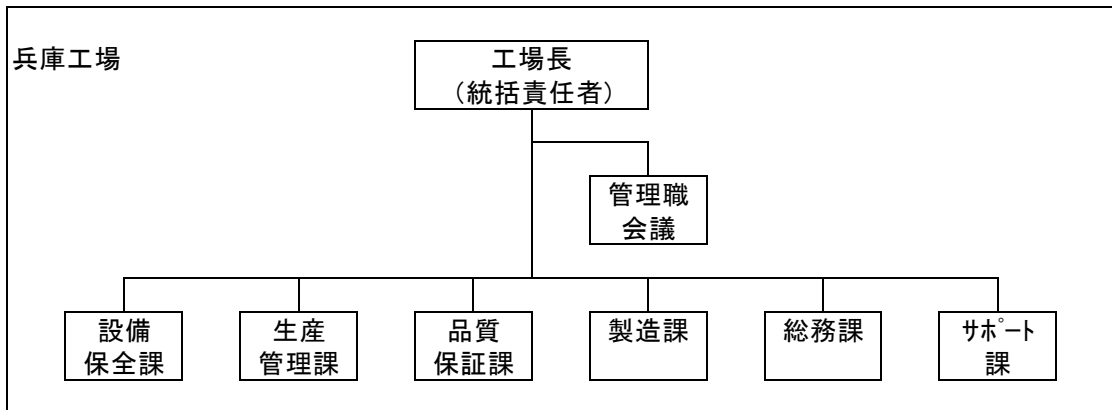 兵庫工場
工場長
（統括責任者）
管理職
会議
設備
保全課
生産
管理課
品質
保証課
製造課
総務課
ｻﾎﾟｰﾄ
課